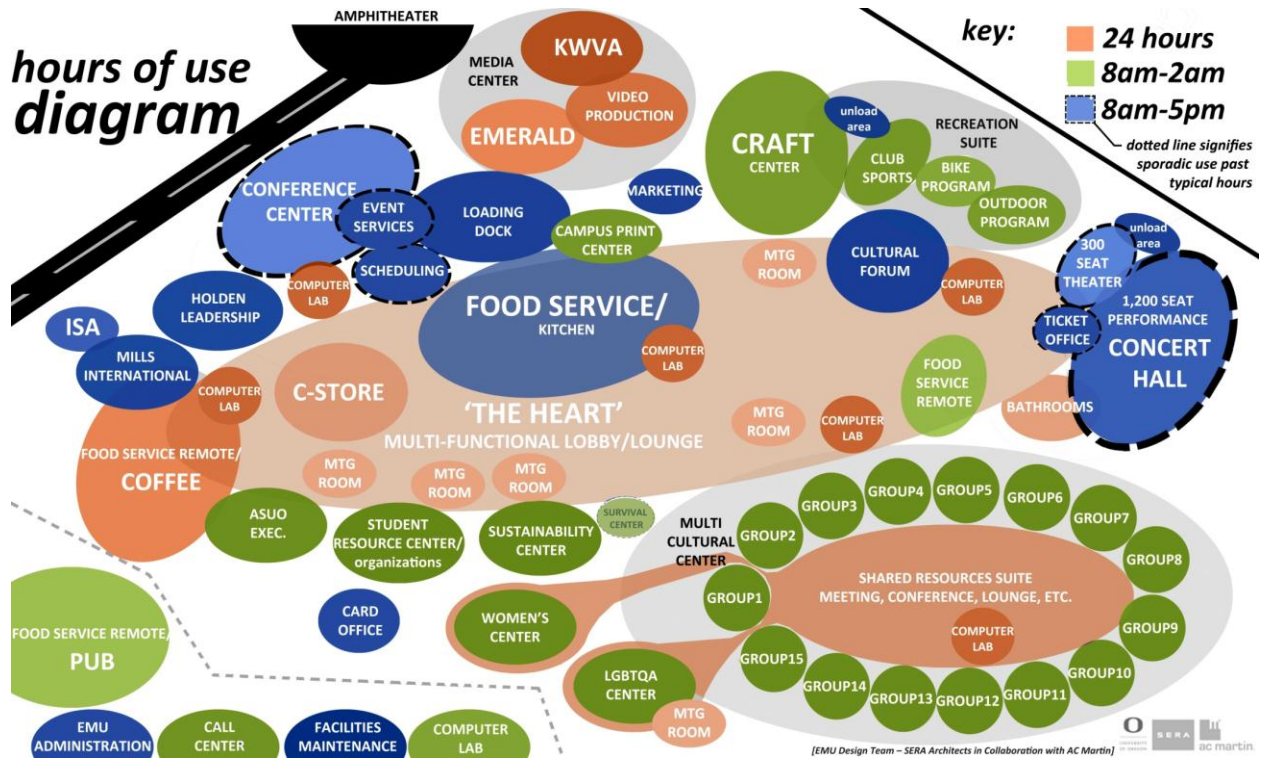 AMPHITHEATER
hours of use
diagram
key:
24 hours
8am-2am
8am-5pm
dotted line signifies
sporadic use past
typical hours
MEDIA
CENTER
KWVA
VIDEO
PRODUCTION
EMERALD
CRAFT
CENTER
unload
area
RECREATION
SUITE
CLUB
SPORTS
BIKE
PROGRAM
OUTDOOR
PROGRAM
CONFERENCE
CENTER
EVENT
SERVICES
LOADING
DOCK
MARKETING
CAMPUS PRINT
CENTER
SCHEDULING
MTG
ROOM
CULTURAL
FORUM
COMPUTER
LAB
300
SEAT
THEATER
unload
area
TICKET
OFFICE
1,200 SEAT
PERFORMANCE
CONCERT
HALL
HOLDEN
LEADERSHIP
COMPUTER
LAB
ISA
MILLS
INTERNATIONAL
FOOD SERVICE/
KITCHEN
COMPUTER
LAB
COMPUTER
LAB
C-STORE
'THE HEART'
MULTI-FUNCTIONAL LOBBY/LOUNGE
FOOD
SERVICE
REMOTE
BATHROOMS
MTG
ROOM
COMPUTER
LAB
FOOD SERVICE REMOTE/
COFFEE
MTG
ROOM
MTG
ROOM
MTG
ROOM
ASUO
EXEC.
STUDENT
RESOURCE CENTER/
organizations
SUSTAINABILITY
CENTER
SURVIVAL
CENTER
MULTI
CULTURAL
CENTER
GROUP1
GROUP2
GROUP3
GROUP4
GROUP5
GROUP6
GROUP7
GROUP8
GROUP9
GROUP10
GROUP11
GROUP12
GROUP13
GROUP14
GROUP15
SHARED RESOURCES SUITE
MEETING, CONFERENCE, LOUNGE, ETC.
COMPUTER
LAB
CARD
OFFICE
WOMEN'S
CENTER
LGBTQA
CENTER
MTG
ROOM
FOOD SERVICE REMOTE/
PUB
EMU
ADMINISTRATION
CALL
CENTER
FACILITIES
MAINTENANCE
COMPUTER
LAB
O
UNIVERSITY
OF OREGON
SERA
ac martin
[EMU Design Team – SERA Architects in Collaboration with AC Martin]